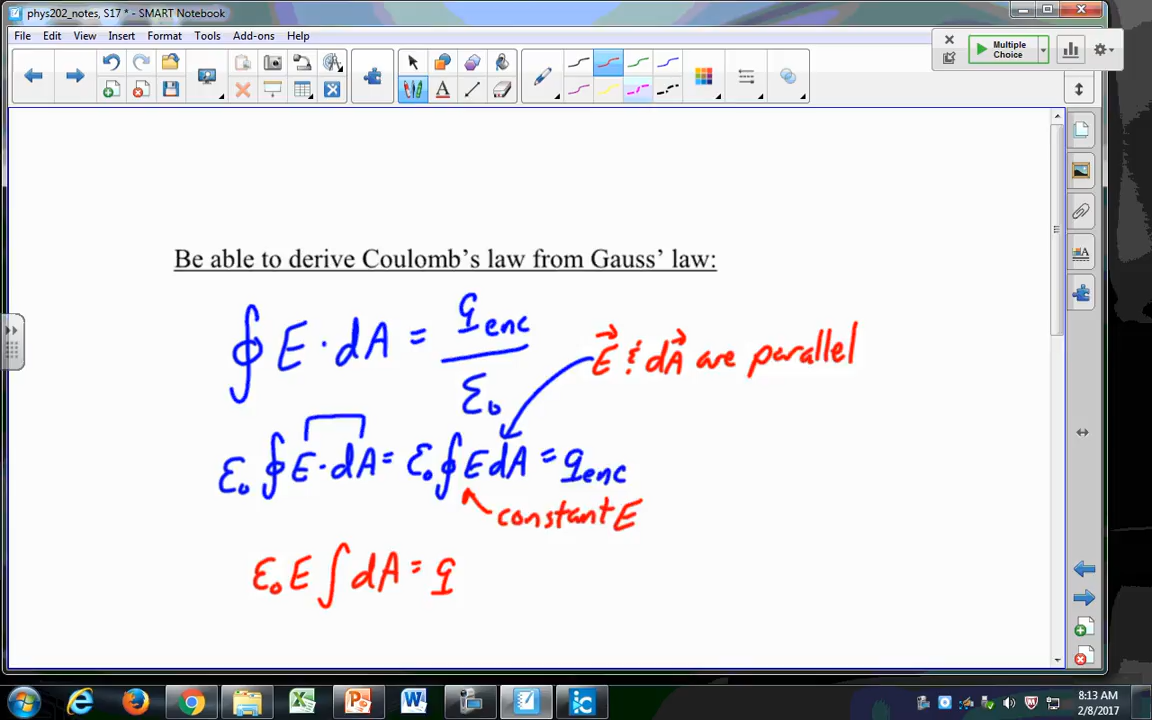 phys202_notes, S17 * - SMART Notebook
File Edit View Insert Format Tools Add-ons Help
Multiple
Choice
Be able to derive Coulomb's law from Gauss' law:
∮ E · dA = q_enc / ε₀
E⃗ & dA⃗ are parallel
ε₀ ∮ E · dA = ε₀ ∮ E dA = q_enc
constant E
ε₀ E ∫ dA = q
8:13 AM
2/8/2017